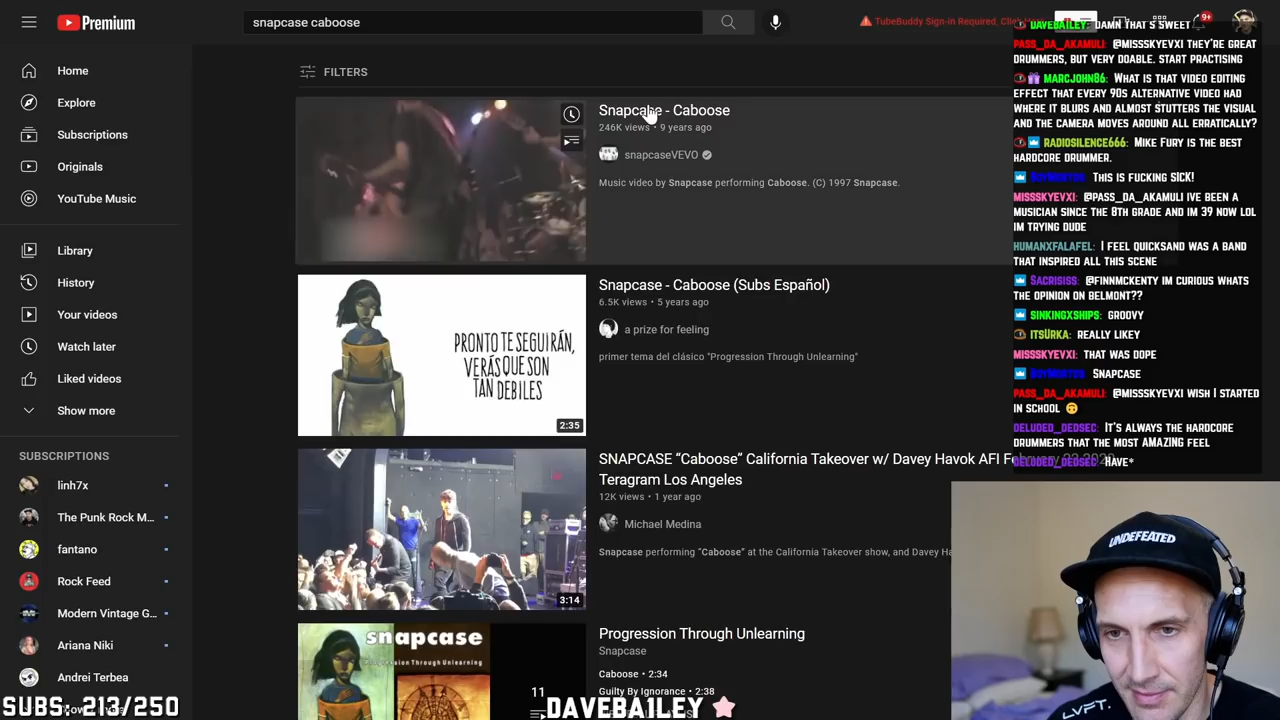 Premium
snapcase caboose
TubeBuddy Sign-in Required, Click
9+
Home
Explore
Subscriptions
Originals
YouTube Music
Library
History
Your videos
Watch later
Liked videos
Show more
SUBSCRIPTIONS
linh7x
The Punk Rock M...
fantano
Rock Feed
Modern Vintage G...
Ariana Niki
Andrei Terbea
SUBS: 213/250
FILTERS
Snapcase - Caboose
246K views • 9 years ago
snapcaseVEVO
Music video by Snapcase performing Caboose. (C) 1997 Snapcase.
PRONTO TE SEGUIRÁN,
VERÁS QUE SON
TAN DEBILES
2:35
Snapcase - Caboose (Subs Español)
6.5K views • 5 years ago
a prize for feeling
primer tema del clásico "Progression Through Unlearning"
3:14
SNAPCASE “Caboose” California Takeover w/ Davey Havok AFI
Teragram Los Angeles
12K views • 1 year ago
Michael Medina
Snapcase performing "Caboose" at the California Takeover show, and Davey
snapcase
Progression Through Unlearning
11
Progression Through Unlearning
Snapcase
Caboose • 2:34
Guilty By Ignorance • 2:38
DAVEBA1LEY
DAVEBA1LEY: DAMN THAT'S SWEET
PASS_DA_AKAMULI: @MISSSKYEVXI THEY'RE GREAT
DRUMMERS, BUT VERY DOABLE. START PRACTISING
MARCJOHN86: WHAT IS THAT VIDEO EDITING
EFFECT THAT EVERY 90S ALTERNATIVE VIDEO HAD
WHERE IT BLURS AND ALMOST STUTTERS THE VISUAL
AND THE CAMERA MOVES AROUND ALL ERRATICALLY?
RADIOSILENCE666: MIKE FURY IS THE BEST
HARDCORE DRUMMER.
THIS IS FUCKING SICK!
MISSSKYEVXI: @PASS_DA_AKAMULI IVE BEEN A
MUSICIAN SINCE THE 8TH GRADE AND IM 39 NOW LOL
IM TRYING DUDE
HUMANXFALAFEL: I FEEL QUICKSAND WAS A BAND
THAT INSPIRED ALL THIS SCENE
SACRISISS: @FINNMCKENTY IM CURIOUS WHATS
THE OPINION ON BELMONT??
SINKINGXSHIPS: GROOVY
ITSÜRKA: REALLY LIKEY
MISSSKYEVXI: THAT WAS DOPE
SNAPCASE
PASS_DA_AKAMULI: @MISSSKYEVXI WISH I STARTED
IN SCHOOL
DELUDED_DEDSEC: IT'S ALWAYS THE HARDCORE
DRUMMERS THAT THE MOST AMAZING FEEL
DELUDED_DEDSEC: HAVE*
UNDEFEATED
LVFT.